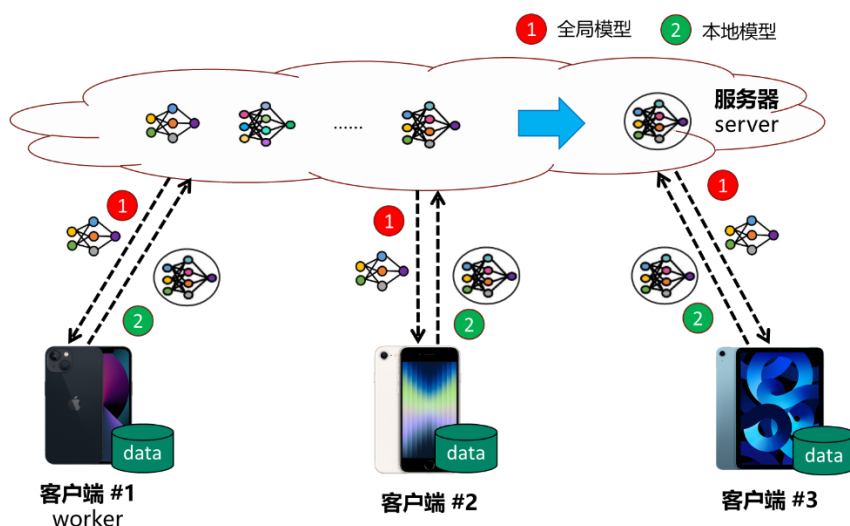 1 全局模型
2 本地模型
服务器
server
......
1
1
1
2
2
2
data
data
data
客户端 #1
worker
客户端 #2
客户端 #3